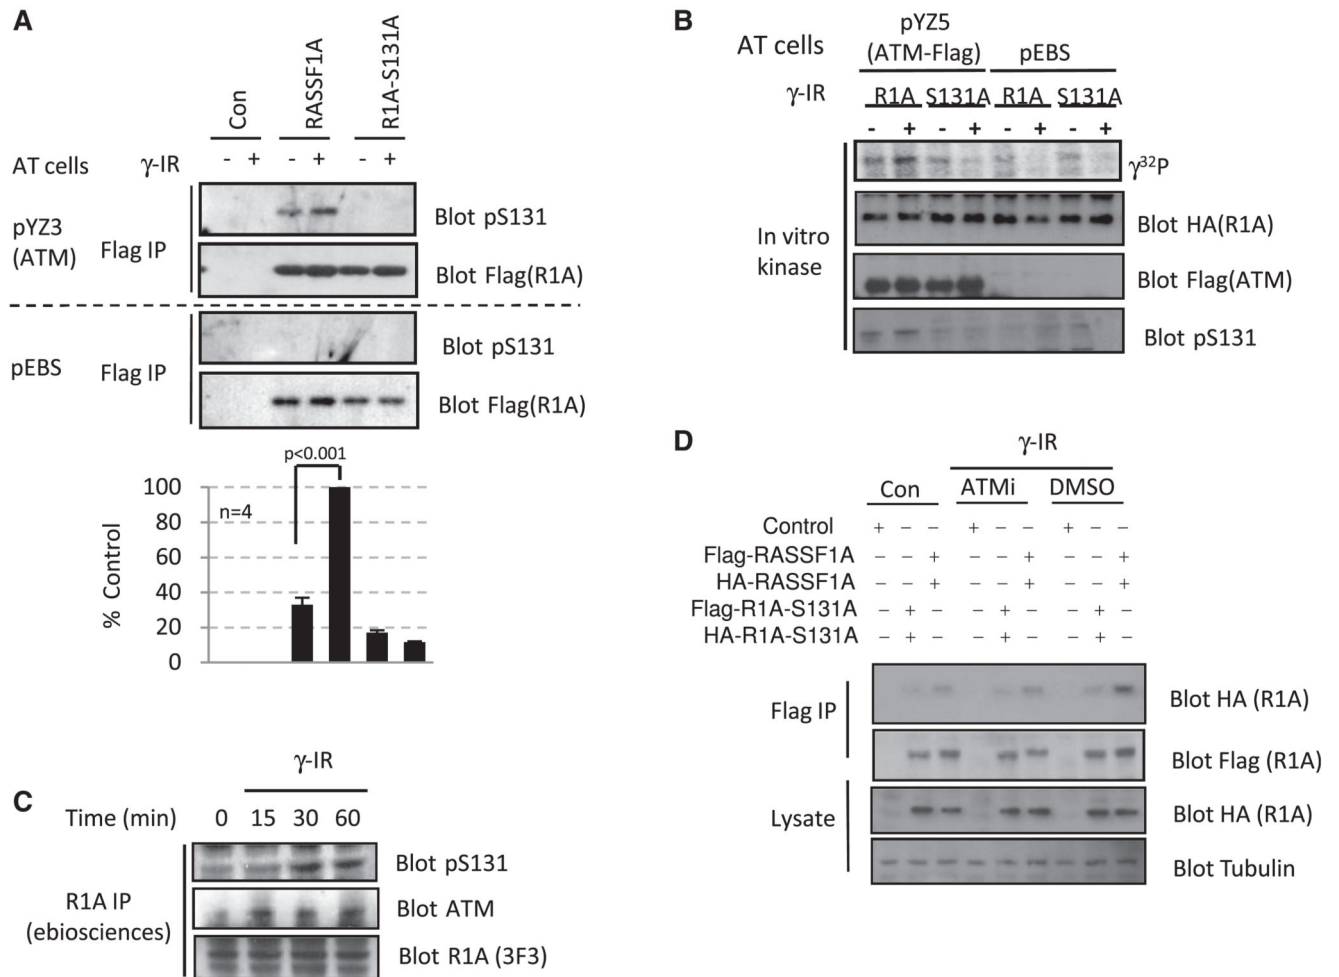 A
Con
RASSF1A
R1A-S131A
AT cells
γ-IR
- + - + - +
pYZ3
(ATM)
Flag IP
Blot pS131
Blot Flag(R1A)
pEBS
Flag IP
Blot pS131
Blot Flag(R1A)
p<0.001
n=4
% Control
100
80
60
40
20
0
B
AT cells
pYZ5
(ATM-Flag)
pEBS
γ-IR
R1A S131A R1A S131A
- + - + - + - +
In vitro
kinase
γ32P
Blot HA(R1A)
Blot Flag(ATM)
Blot pS131
C
γ-IR
Time (min) 0 15 30 60
R1A IP
(ebiosciences)
Blot pS131
Blot ATM
Blot R1A (3F3)
D
γ-IR
Con ATMi DMSO
Control + − − + − − + − −
Flag-RASSF1A − − + − − + − − +
HA-RASSF1A − − + − − + − − +
Flag-R1A-S131A − + − − + − − + −
HA-R1A-S131A − + − − + − − + −
Flag IP
Blot HA (R1A)
Blot Flag (R1A)
Lysate
Blot HA (R1A)
Blot Tubulin